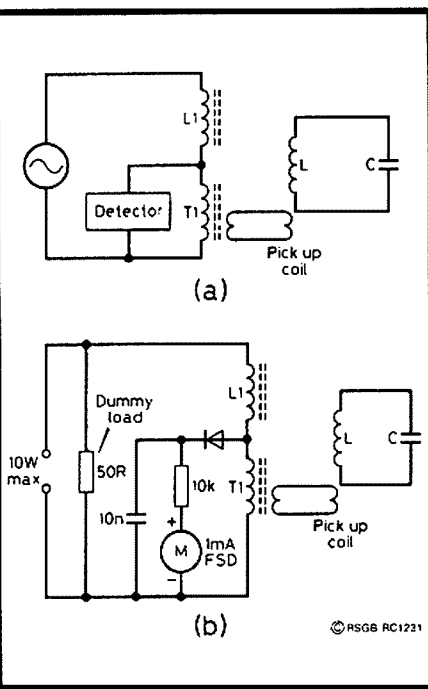 L1
L
C
Detector
T1
Pick up
coil
(a)
Dummy
load
L1
10W
max
50R
L
C
10n
10k
T1
+
M
1mA
FSD
-
Pick up
coil
(b)
© RSGB RC1231